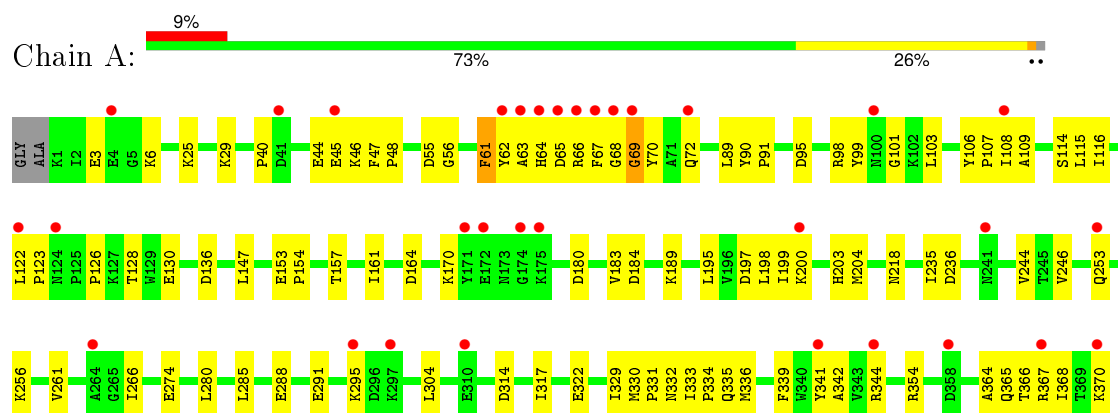 9%
Chain A:
73% 26% ••
GLY ALA K1 I2 E3 E4 G5 K6 K25 K29 P40 D41 E44 E45 K46 F47 P48 D55 G56 F61 Y62 A63 H64 D65 R66 F67 G68 G69 Y70 A71 Q72 L89 Y90 P91 D95 R98 Y99 N100 G101 K102 L103 Y106 P107 I108 A109 S114 L115 I116
L122 P123 N124 P125 P126 K127 T128 W129 E130 D136 L147 E153 P154 T157 I161 D164 K170 Y171 E172 N173 G174 K175 D180 V183 D184 K189 L195 V196 D197 L198 I199 K200 H203 M204 N218 I235 D236 N241 V244 T245 V246 Q253
K256 V261 A264 G265 I266 E274 L280 L285 E288 E291 K295 D296 K297 L304 E310 D314 I317 E322 I329 M330 P331 N332 I333 P334 Q335 M336 F339 W340 Y341 A342 V343 R344 R354 D358 A364 Q365 T366 R367 I368 T369 K370